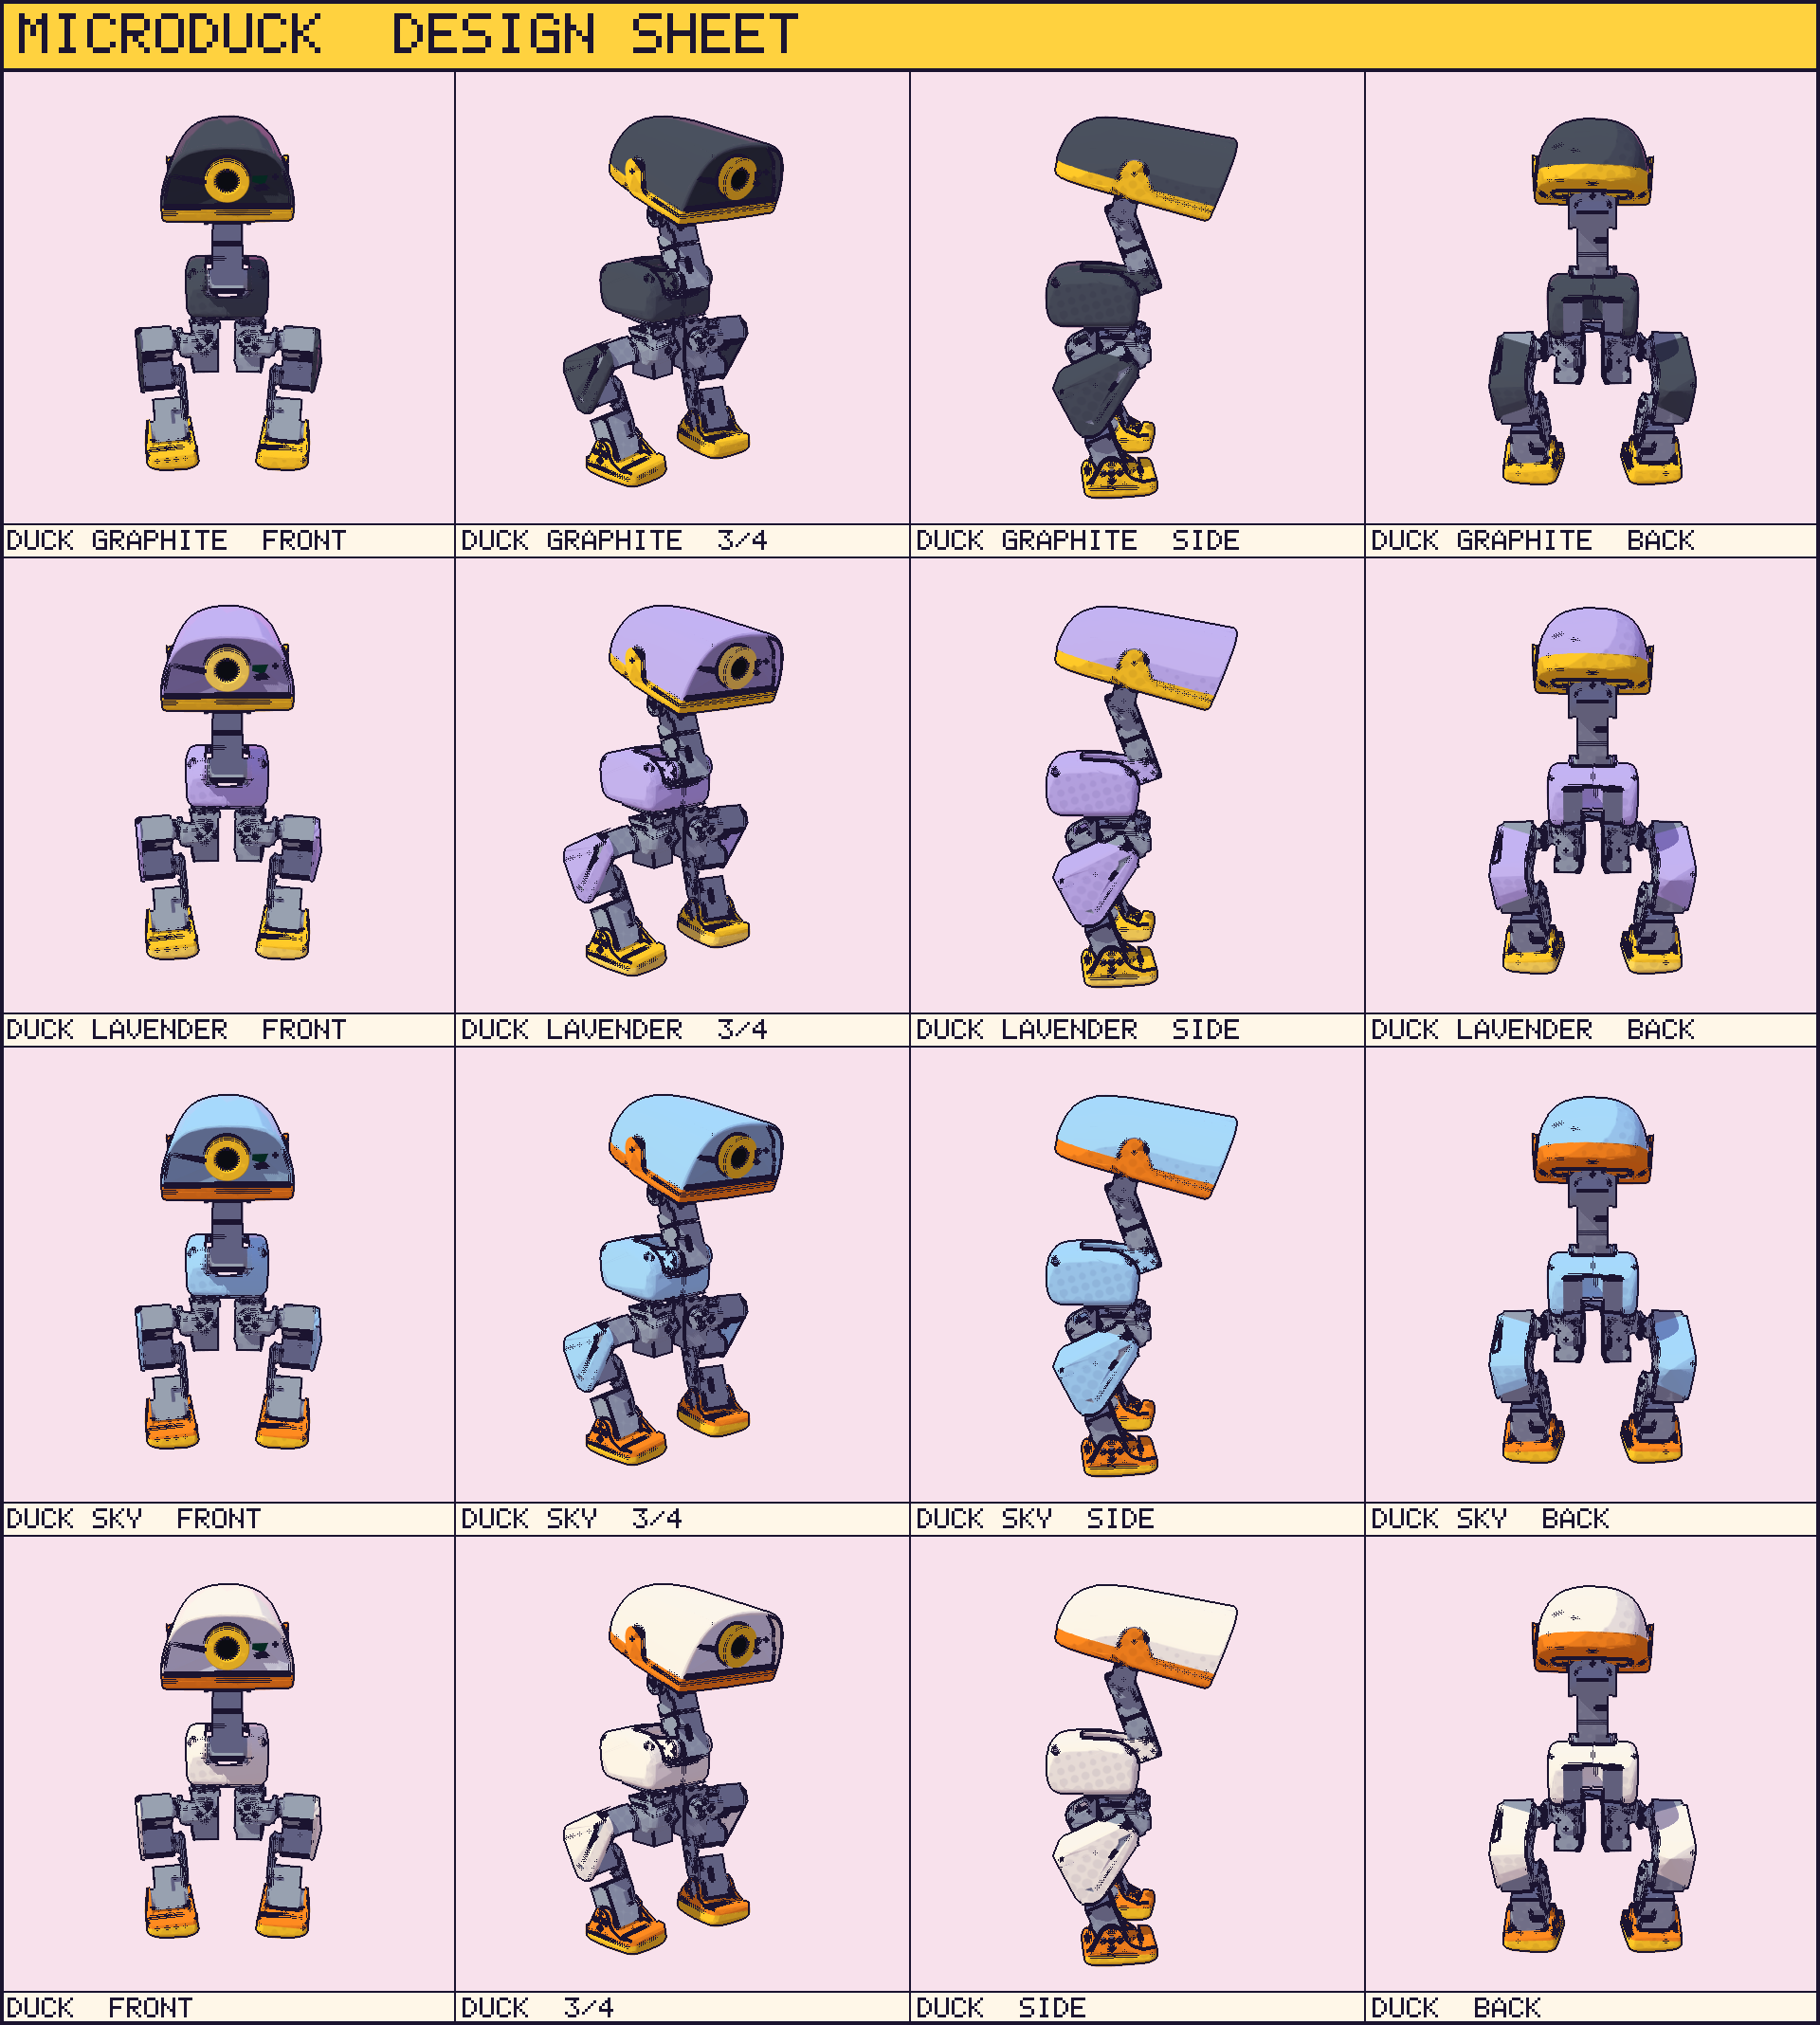 MICRODUCK DESIGN SHEET
DUCK GRAPHITE FRONT
DUCK GRAPHITE 3/4
DUCK GRAPHITE SIDE
DUCK GRAPHITE BACK
DUCK LAVENDER FRONT
DUCK LAVENDER 3/4
DUCK LAVENDER SIDE
DUCK LAVENDER BACK
DUCK SKY FRONT
DUCK SKY 3/4
DUCK SKY SIDE
DUCK SKY BACK
DUCK FRONT
DUCK 3/4
DUCK SIDE
DUCK BACK